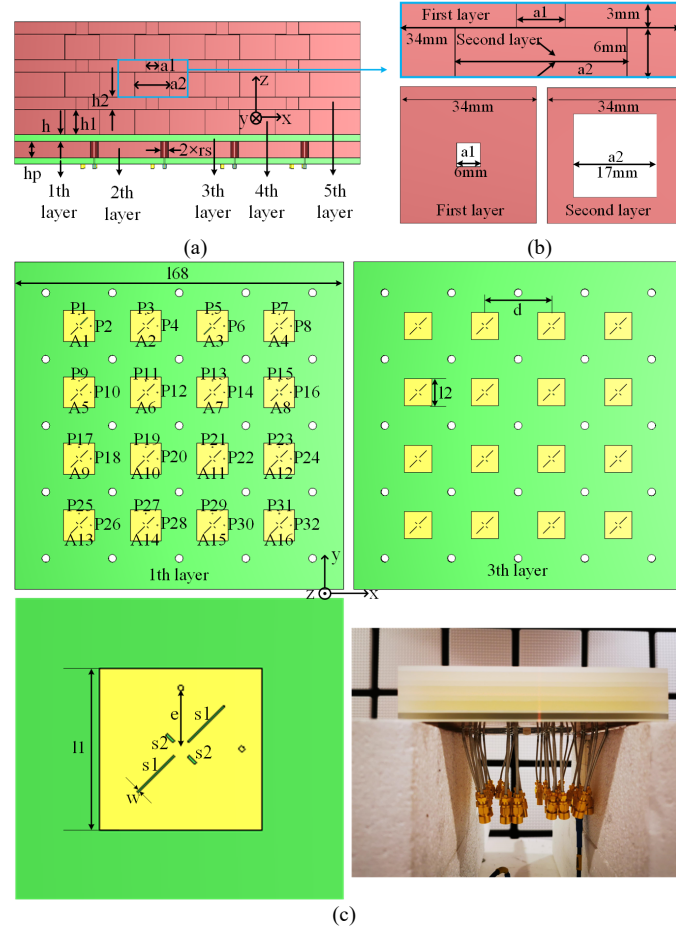 a1
a2
h2
z
y
x
h
h1
2×rs
hp
1th
layer
2th
layer
3th
layer
4th
layer
5th
layer
(a)
First layer
a1
3mm
34mm
Second layer
6mm
a2
34mm
a1
6mm
First layer
34mm
a2
17mm
Second layer
(b)
l68
P1 P3 P5 P7
P2 P4 P6 P8
A1 A2 A3 A4
P9 P11 P13 P15
P10 P12 P14 P16
A5 A6 A7 A8
P17 P19 P21 P23
P18 P20 P22 P24
A9 A10 A11 A12
P25 P27 P29 P31
P26 P28 P30 P32
A13 A14 A15 A16
1th layer
d
l2
3th layer
y
z
x
l1
e
s1
s2
s1
s2
w
(c)